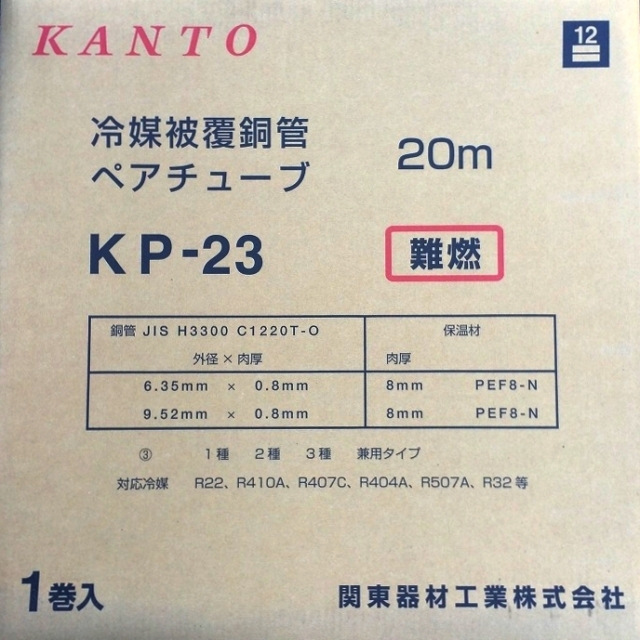 KANTO
12
冷媒被覆銅管
ペアチューブ
20m
KP-23
難燃
銅管 JIS H3300 C1220T-O
保温材
外径 × 肉厚
肉厚
6.35mm × 0.8mm 8mm PEF8-N
9.52mm × 0.8mm 8mm PEF8-N
③ 1種 2種 3種 兼用タイプ
対応冷媒 R22、R410A、R407C、R404A、R507A、R32等
1巻入
関東器材工業株式会社